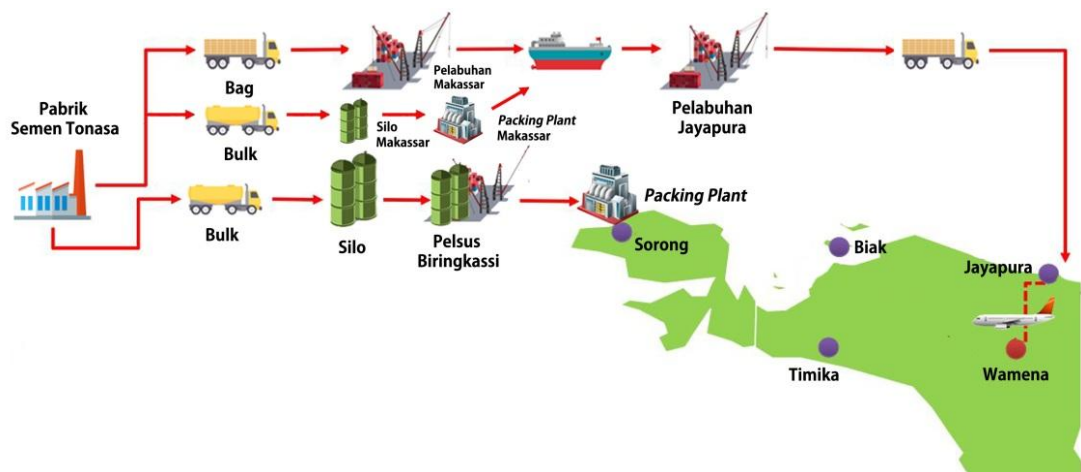 Bag
Pelabuhan
Makassar
Pelabuhan
Jayapura
Pabrik
Semen Tonasa
Bulk
Silo
Makassar
Packing Plant
Makassar
Bulk
Silo
Pelsus
Biringkassi
Packing Plant
Sorong
Biak
Jayapura
Timika
Wamena